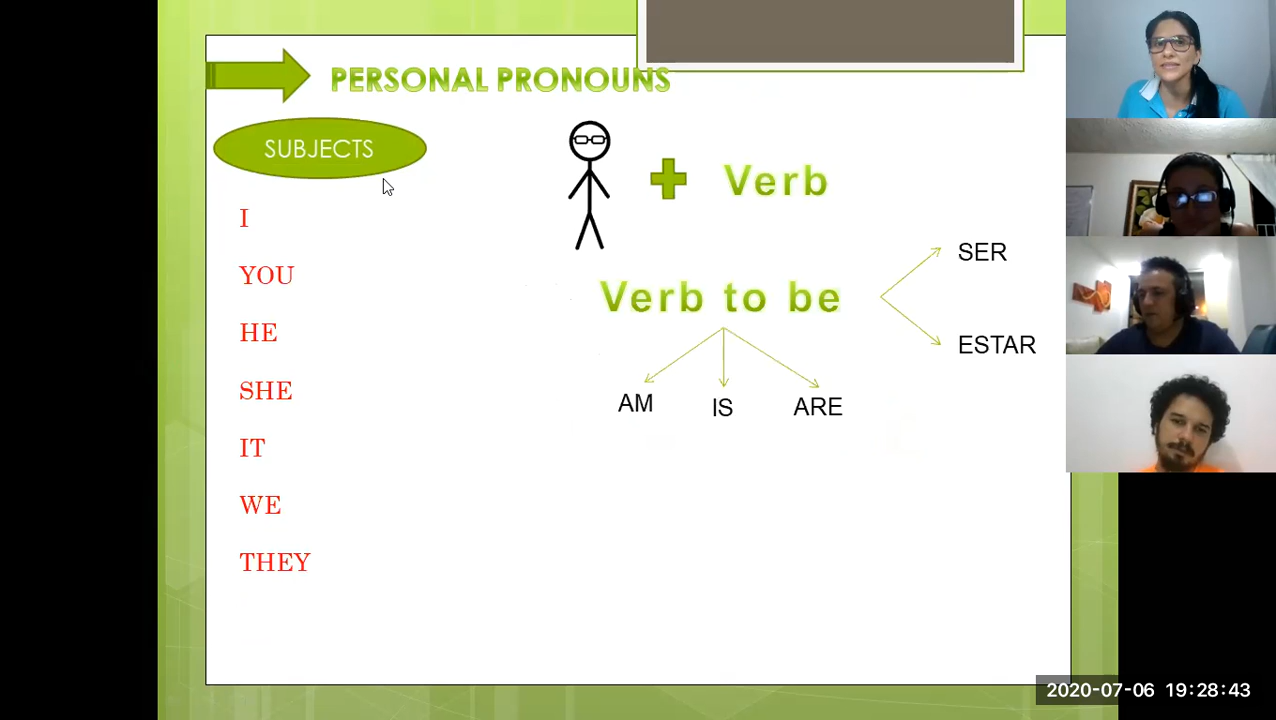 PERSONAL PRONOUNS
SUBJECTS
I
YOU
HE
SHE
IT
WE
THEY
Verb
Verb to be
SER
ESTAR
AM
IS
ARE
2020-07-06 19:28:43